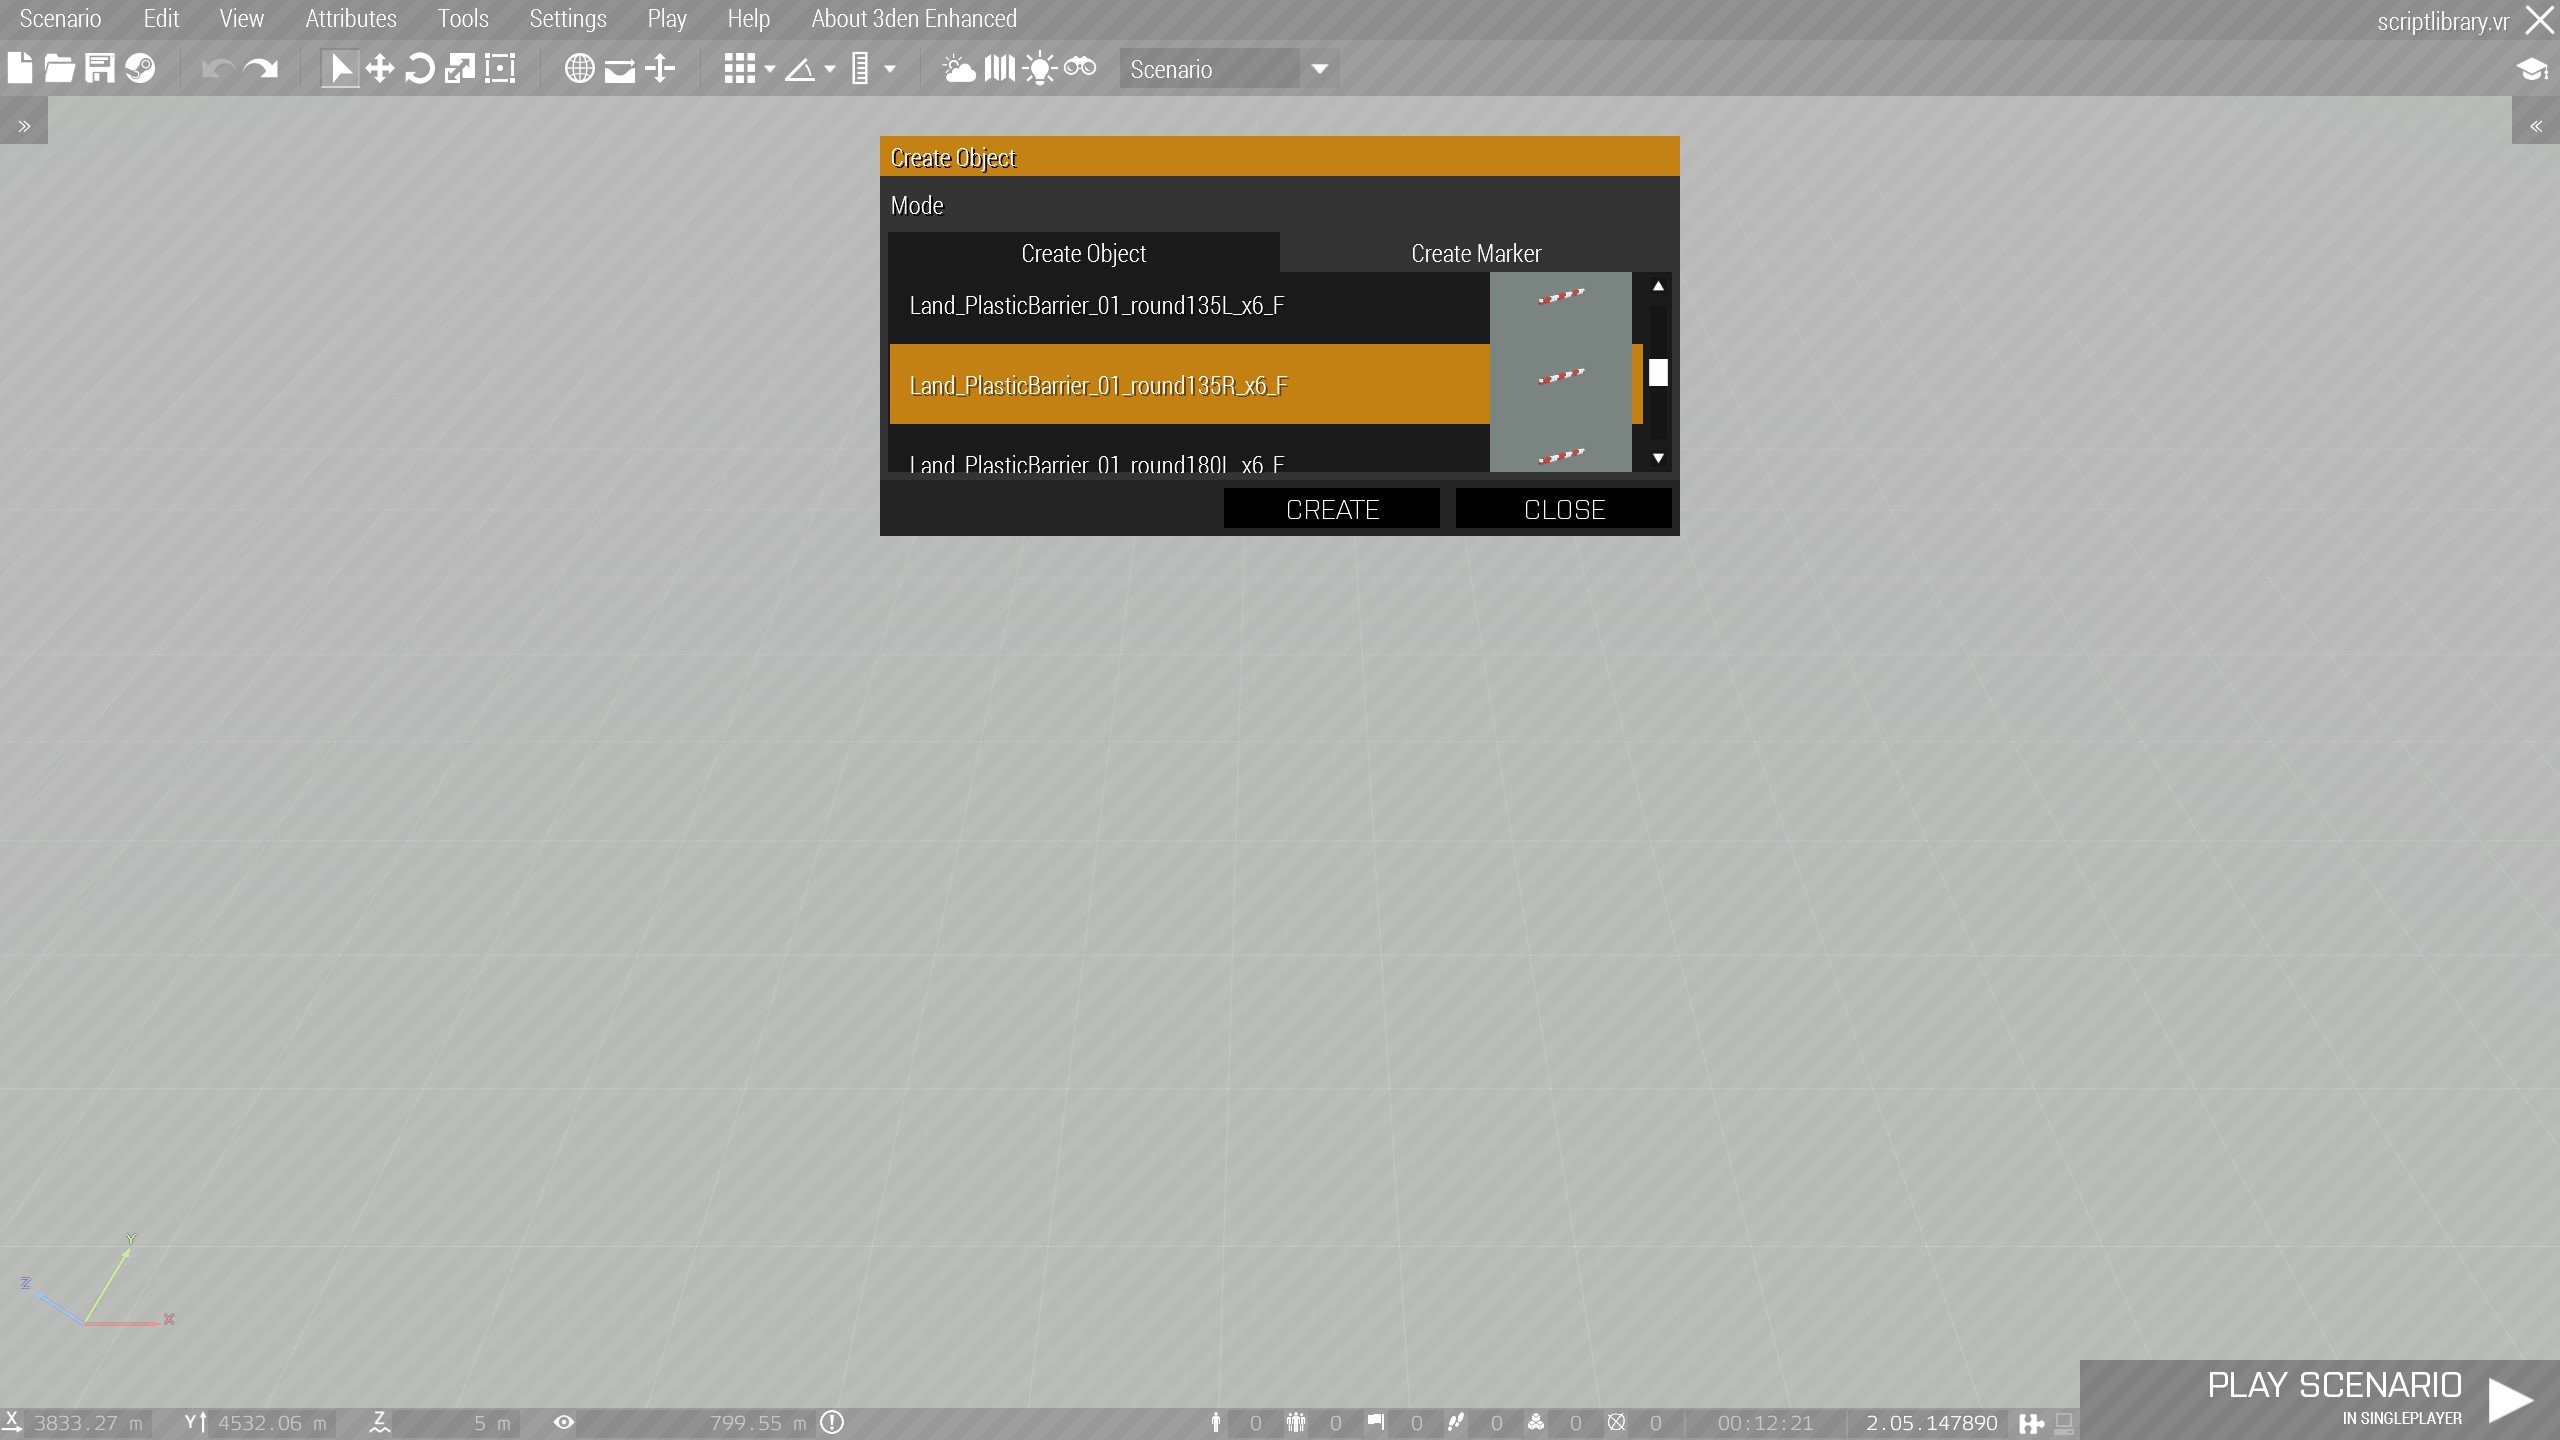 Scenario Edit View Attributes Tools Settings Play Help About 3den Enhanced scriptlibrary.vr
Scenario
Create Object
Mode
Create Object Create Marker
Land_PlasticBarrier_01_round135L_x6_F
Land_PlasticBarrier_01_round135R_x6_F
Land_PlasticBarrier_01_round180L_x6_F
CREATE CLOSE
Y
Z
X
PLAY SCENARIO
IN SINGLEPLAYER
X 3833.27 m Y 4532.06 m Z 5 m 799.55 m 0 0 0 0 0 0 00:12:21 2.05.147890